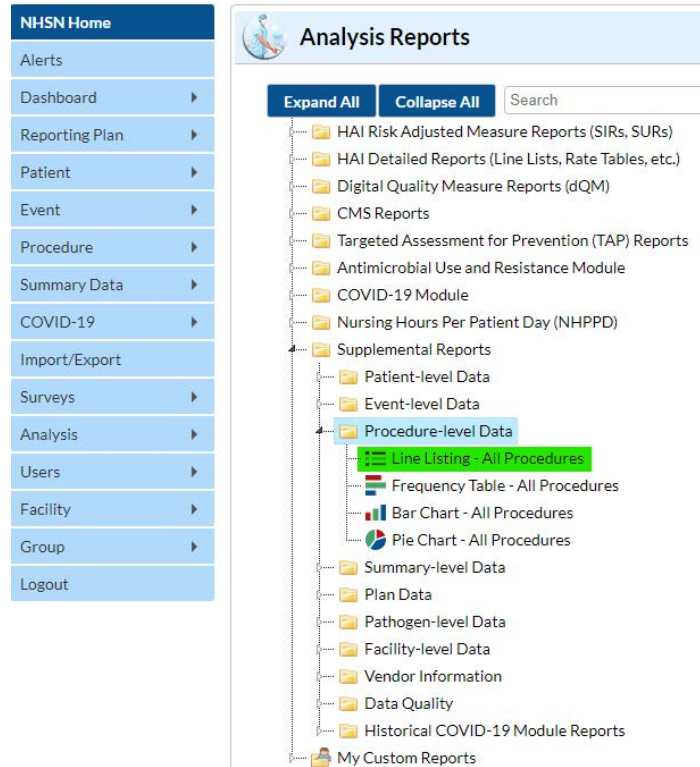 NHSN Home
Alerts
Dashboard
Reporting Plan
Patient
Event
Procedure
Summary Data
COVID-19
Import/Export
Surveys
Analysis
Users
Facility
Group
Logout
Analysis Reports
Expand All
Collapse All
Search
HAI Risk Adjusted Measure Reports (SIRs, SURs)
HAI Detailed Reports (Line Lists, Rate Tables, etc.)
Digital Quality Measure Reports (dQM)
CMS Reports
Targeted Assessment for Prevention (TAP) Reports
Antimicrobial Use and Resistance Module
COVID-19 Module
Nursing Hours Per Patient Day (NHPPD)
Supplemental Reports
Patient-level Data
Event-level Data
Procedure-level Data
Line Listing - All Procedures
Frequency Table - All Procedures
Bar Chart - All Procedures
Pie Chart - All Procedures
Summary-level Data
Plan Data
Pathogen-level Data
Facility-level Data
Vendor Information
Data Quality
Historical COVID-19 Module Reports
My Custom Reports